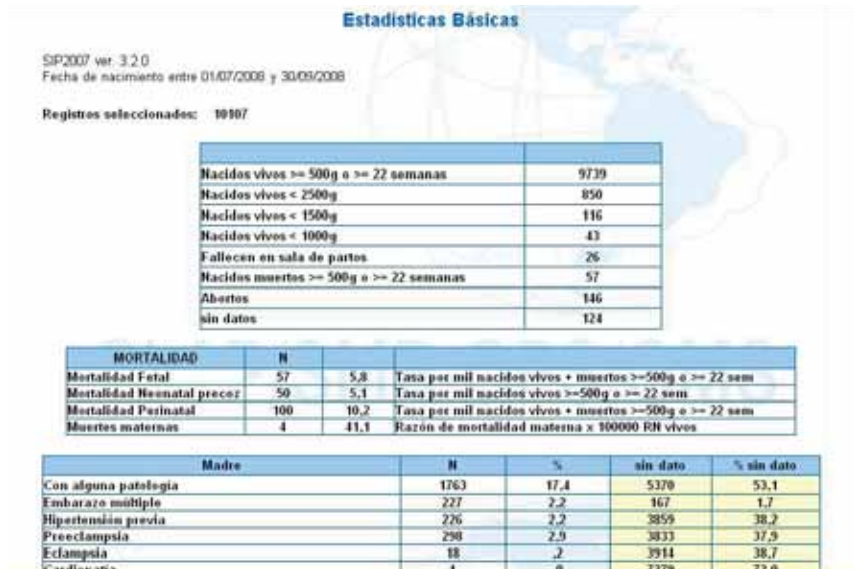 Estadísticas Básicas
SIP2007 ver. 3.2.0
Fecha de nacimiento entre 01/07/2008 y 30/09/2008
Registros seleccionados: 10107
Nacidos vivos >= 500g o >= 22 semanas 9739
Nacidos vivos < 2500g 850
Nacidos vivos < 1500g 116
Nacidos vivos < 1000g 43
Fallecen en sala de partos 26
Nacidos muertos >= 500g o >= 22 semanas 57
Abortos 146
sin datos 124
MORTALIDAD N
Mortalidad Fetal 57 5,8 Tasa por mil nacidos vivos + muertos >=500g o >= 22 sem
Mortalidad Neonatal precoz 50 5,1 Tasa por mil nacidos vivos >=500g o >= 22 sem
Mortalidad Perinatal 100 10,2 Tasa por mil nacidos vivos + muertos >=500g o >= 22 sem
Muertes maternas 4 41,1 Razón de mortalidad materna x 100000 RN vivos
Madre N % sin dato % sin dato
Con alguna patología 1763 17,4 5370 53,1
Embarazo múltiple 227 2,2 167 1,7
Hipertensión previa 226 2,2 3859 38,2
Preeclampsia 298 2,9 3833 37,9
Eclampsia 18 ,2 3914 38,7